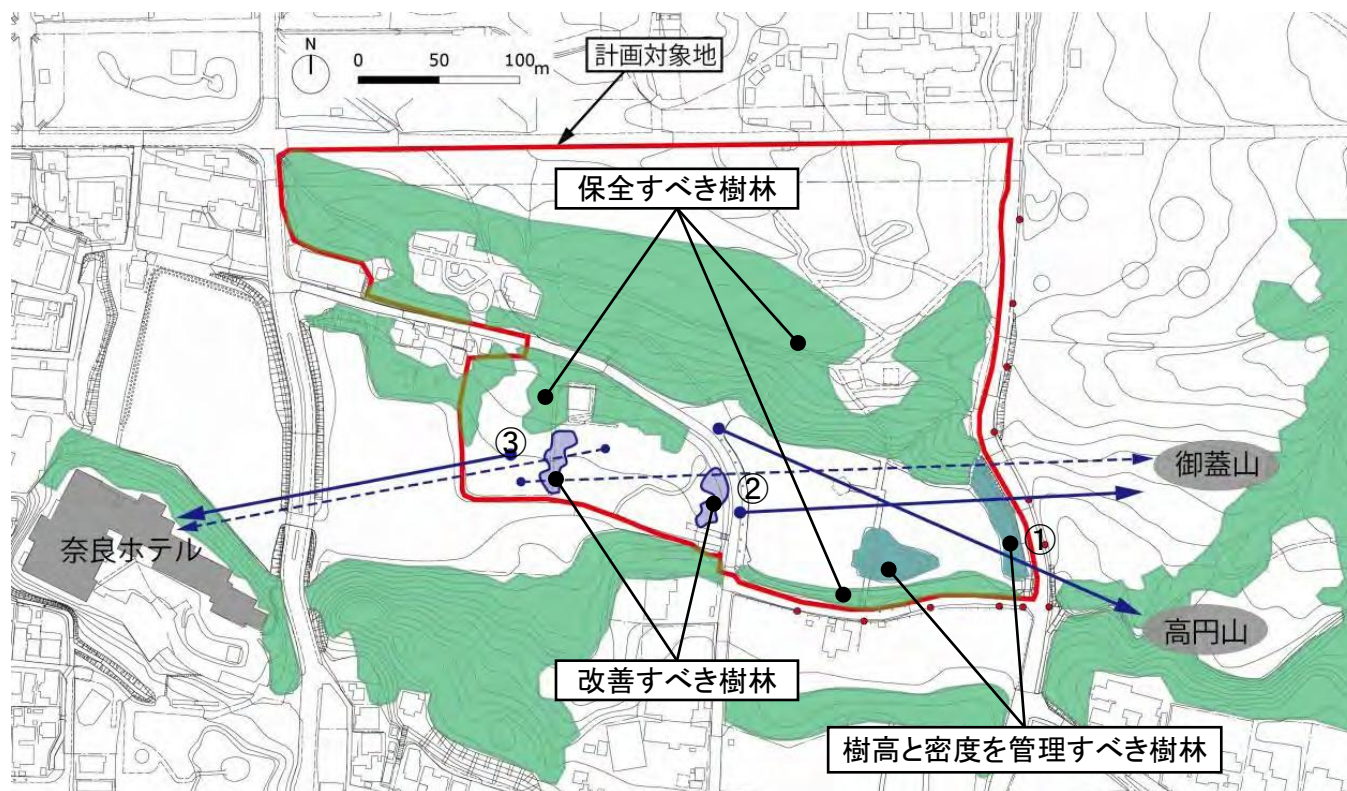 N
0 50 100m
計画対象地
保全すべき樹林
③
②
①
御蓋山
奈良ホテル
高円山
改善すべき樹林
樹高と密度を管理すべき樹林